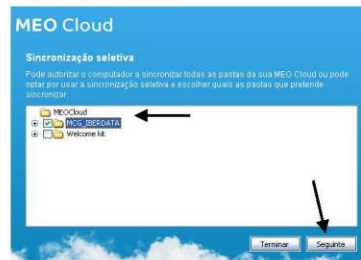 MEO Cloud
Sincronização seletiva
Pode autorizar o computador a sincronizar todas as pastas da sua MEO Cloud ou pode
optar por usar a sincronização seletiva e escolher quais as pastas que pretende
sincronizar.
MEOCloud
MCG_IBERDATA
Welcome kit
Terminar Seguinte